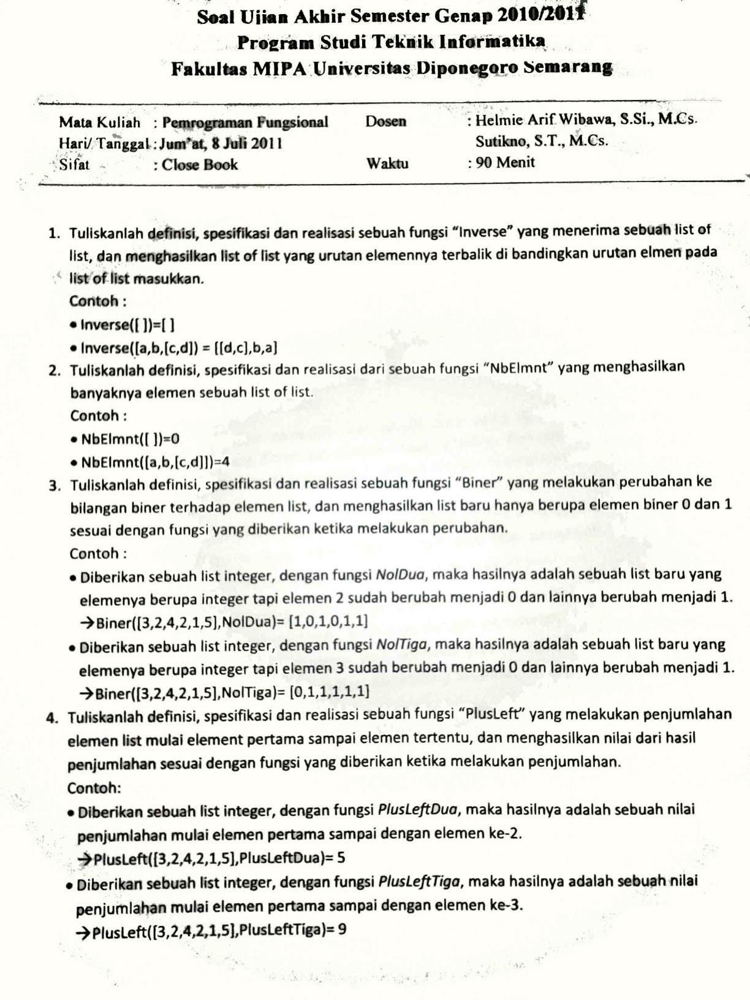 Soal Ujian Akhir Semester Genap 2010/2011
Program Studi Teknik Informatika
Fakultas MIPA Universitas Diponegoro Semarang
Mata Kuliah : Pemrograman Fungsional Dosen : Helmie Arif Wibawa, S.Si., M.Cs.
Hari/ Tanggal : Jum'at, 8 Juli 2011 Sutikno, S.T., M.Cs.
Sifat : Close Book Waktu : 90 Menit
1. Tuliskanlah definisi, spesifikasi dan realisasi sebuah fungsi “Inverse” yang menerima sebuah list of
list, dan menghasilkan list of list yang urutan elemennya terbalik di bandingkan urutan elmen pada
list of list masukkan.
Contoh :
• Inverse([ ])=[ ]
• Inverse([a,b,[c,d]) = [[d,c],b,a]
2. Tuliskanlah definisi, spesifikasi dan realisasi dari sebuah fungsi “NbElmnt” yang menghasilkan
banyaknya elemen sebuah list of list.
Contoh :
• NbElmnt([ ])=0
• NbElmnt([a,b,[c,d]])=4
3. Tuliskanlah definisi, spesifikasi dan realisasi sebuah fungsi “Biner” yang melakukan perubahan ke
bilangan biner terhadap elemen list, dan menghasilkan list baru hanya berupa elemen biner 0 dan 1
sesuai dengan fungsi yang diberikan ketika melakukan perubahan.
Contoh :
• Diberikan sebuah list integer, dengan fungsi NolDua, maka hasilnya adalah sebuah list baru yang
elemenya berupa integer tapi elemen 2 sudah berubah menjadi 0 dan lainnya berubah menjadi 1.
→Biner([3,2,4,2,1,5],NolDua)= [1,0,1,0,1,1]
• Diberikan sebuah list integer, dengan fungsi NolTiga, maka hasilnya adalah sebuah list baru yang
elemenya berupa integer tapi elemen 3 sudah berubah menjadi 0 dan lainnya berubah menjadi 1.
→Biner([3,2,4,2,1,5],NolTiga)= [0,1,1,1,1,1]
4. Tuliskanlah definisi, spesifikasi dan realisasi sebuah fungsi “PlusLeft” yang melakukan penjumlahan
elemen list mulai element pertama sampai elemen tertentu, dan menghasilkan nilai dari hasil
penjumlahan sesuai dengan fungsi yang diberikan ketika melakukan penjumlahan.
Contoh:
• Diberikan sebuah list integer, dengan fungsi PlusLeftDua, maka hasilnya adalah sebuah nilai
penjumlahan mulai elemen pertama sampai dengan elemen ke-2.
→PlusLeft([3,2,4,2,1,5],PlusLeftDua)= 5
• Diberikan sebuah list integer, dengan fungsi PlusLeftTiga, maka hasilnya adalah sebuah nilai
penjumlahan mulai elemen pertama sampai dengan elemen ke-3.
→PlusLeft([3,2,4,2,1,5],PlusLeftTiga)= 9